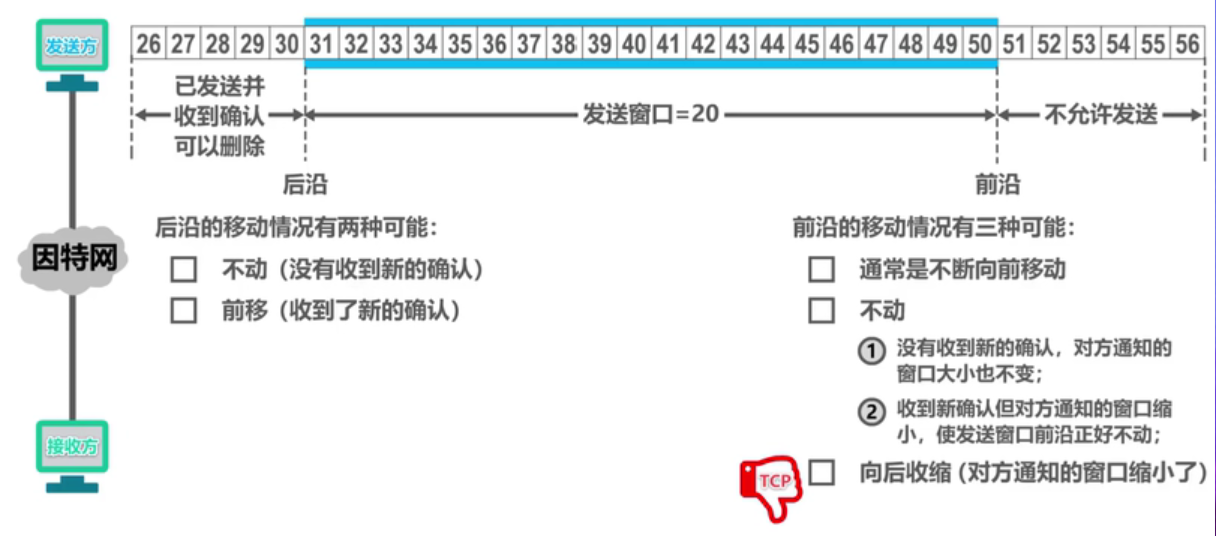 发送方
26 27 28 29 30 31 32 33 34 35 36 37 38 39 40 41 42 43 44 45 46 47 48 49 50 51 52 53 54 55 56
已发送并
收到确认
可以删除
发送窗口=20
不允许发送
后沿
前沿
后沿的移动情况有两种可能：
不动（没有收到新的确认）
前移（收到了新的确认）
因特网
接收方
前沿的移动情况有三种可能：
通常是不断向前移动
不动
1 没有收到新的确认，对方通知的
窗口大小也不变；
2 收到新确认但对方通知的窗口缩
小，使发送窗口前沿正好不动；
TCP
向后收缩（对方通知的窗口缩小了）